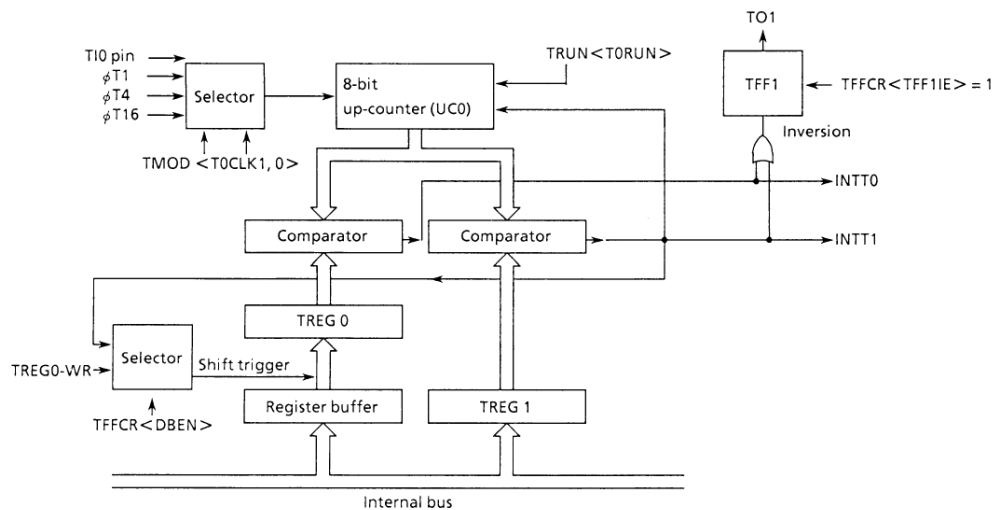 TO1
TI0 pin
φT1
φT4
φT16
Selector
8-bit
up-counter (UC0)
TRUN<T0RUN>
TFF1
TFFCR<TFF1IE> = 1
Inversion
TMOD <T0CLK1, 0>
INTT0
Comparator
Comparator
INTT1
TREG 0
Selector
Shift trigger
TREG0-WR
Register buffer
TREG 1
TFFCR<DBEN>
Internal bus